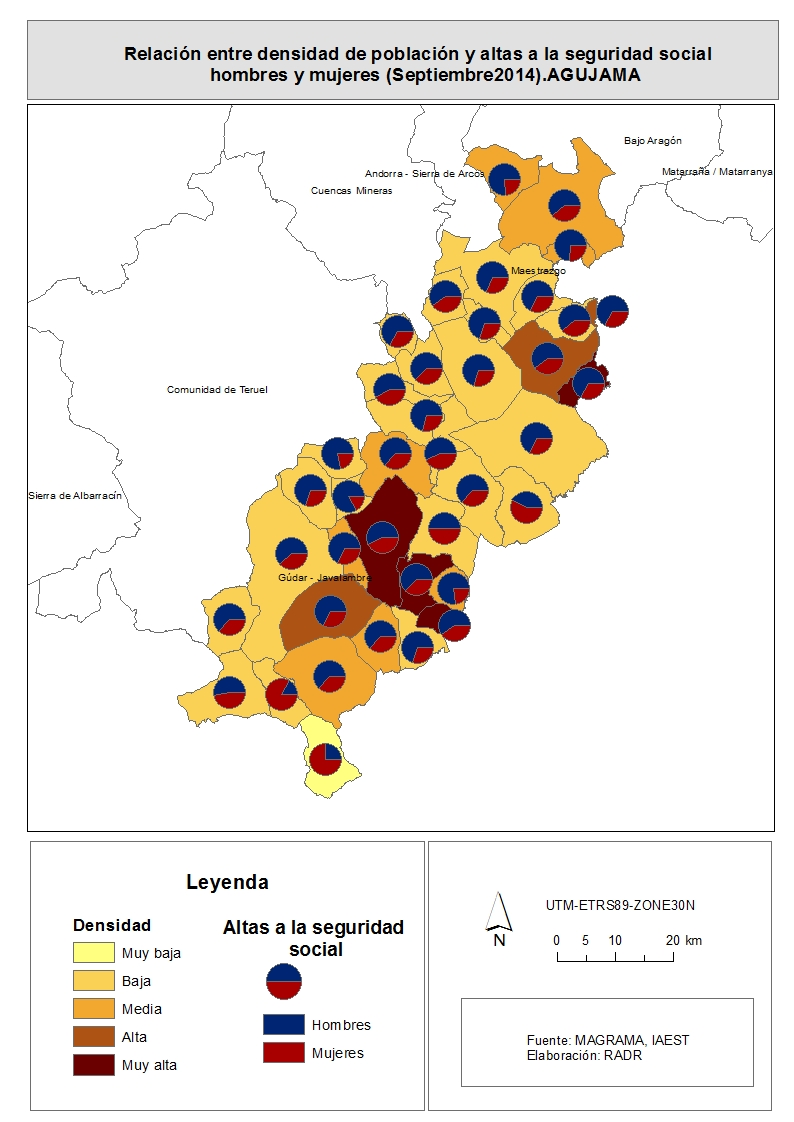 Relación entre densidad de población y altas a la seguridad social
hombres y mujeres (Septiembre2014).AGUJAMA
Bajo Aragón
Andorra - Sierra de Arcos
Matarraña / Matarranya
Cuencas Mineras
Maestrazgo
Comunidad de Teruel
Sierra de Albarracín
Gúdar - Javalambre
Leyenda
Densidad
Muy baja
Baja
Media
Alta
Muy alta
Altas a la seguridad
social
Hombres
Mujeres
N
UTM-ETRS89-ZONE30N
0 5 10 20 km
Fuente: MAGRAMA, IAEST
Elaboración: RADR